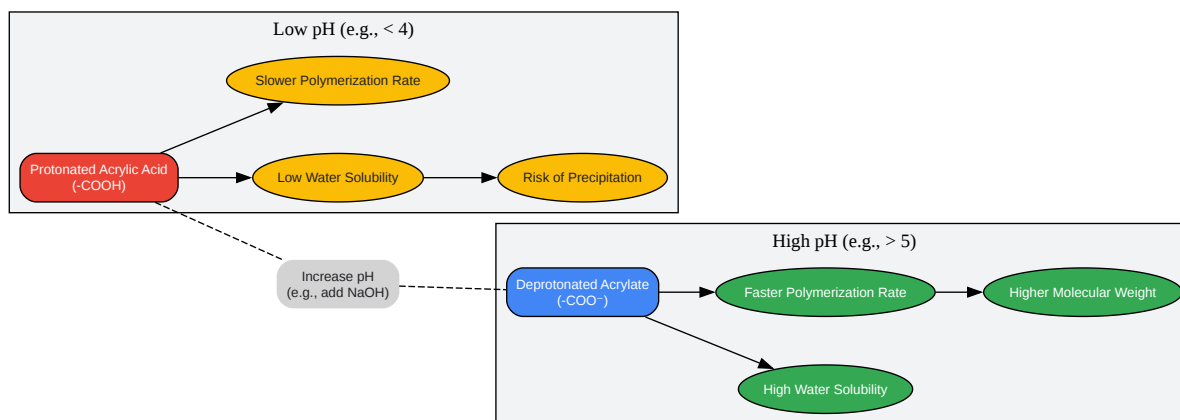 Low pH (e.g., < 4)
Slower Polymerization Rate
Protonated Acrylic Acid
(-COOH)
Low Water Solubility
Risk of Precipitation
Increase pH
(e.g., add NaOH)
High pH (e.g., > 5)
Deprotonated Acrylate
(-COO⁻)
Faster Polymerization Rate
Higher Molecular Weight
High Water Solubility